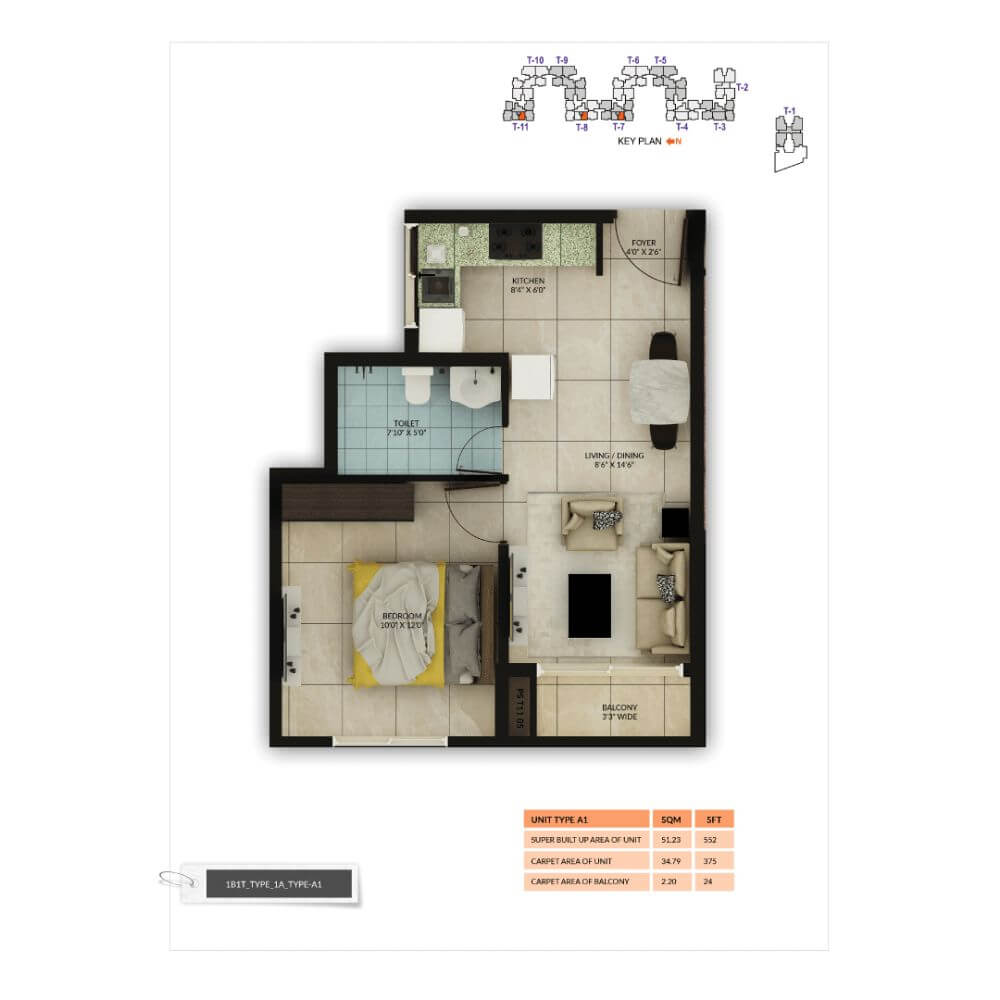 T-10 T-9 T-6 T-5
T-2
T-1
T-11 T-8 T-7 T-4 T-3
KEY PLAN N
FOYER
4'0" X 2'6"
KITCHEN
8'4" X 6'0"
TOILET
7'10" X 5'0"
LIVING / DINING
8'6" X 14'6"
BEDROOM
10'0" X 12'0"
PS T11 05
BALCONY
3'3" WIDE
UNIT TYPE A1 SQM SFT
SUPER BUILT UP AREA OF UNIT 51.23 552
CARPET AREA OF UNIT 34.79 375
CARPET AREA OF BALCONY 2.20 24
1B1T_TYPE_1A_TYPE-A1